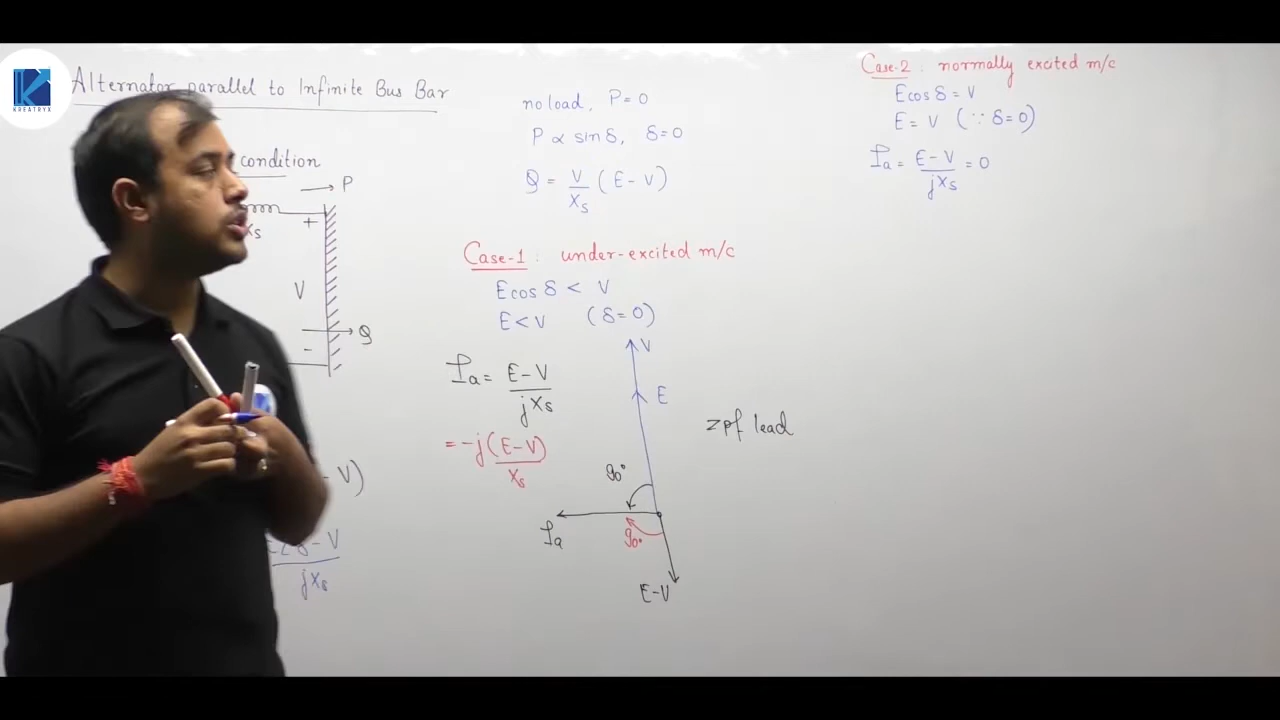 KREATRYX
Alternator parallel to Infinite Bus Bar
condition
P
+
Xs
V
Q
-
- V)
∠δ - V
jXs
no load, P = 0
P ∝ sin δ, δ = 0
Q = V/Xs (E - V)
Case-1 : under-excited m/c
E cos δ < V
E < V (δ = 0)
Ia = E - V / jXs
= -j(E - V) / Xs
V
E
zpf lead
90°
90°
Ia
E - V
Case-2 : normally excited m/c
E cos δ = V
E = V (∵ δ = 0)
Ia = E - V / jXs = 0